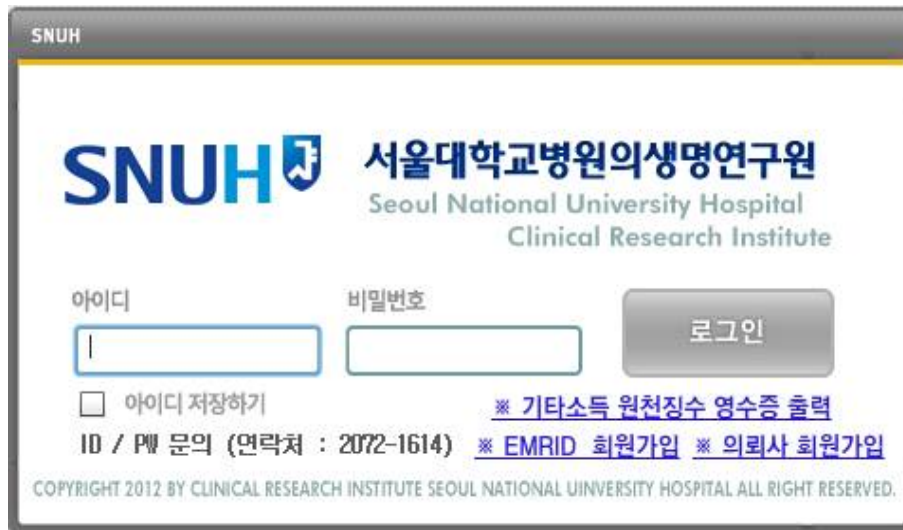 SNUH
SNUH 서울대학교병원의생명연구원
Seoul National University Hospital
Clinical Research Institute
아이디 비밀번호
로그인
아이디 저장하기 ※ 기타소득 원천징수 영수증 출력
ID / PW 문의 (연락처 : 2072-1614) ※ EMRID 회원가입 ※ 의뢰사 회원가입
COPYRIGHT 2012 BY CLINICAL RESEARCH INSTITUTE SEOUL NATIONAL UINVERSITY HOSPITAL ALL RIGHT RESERVED.